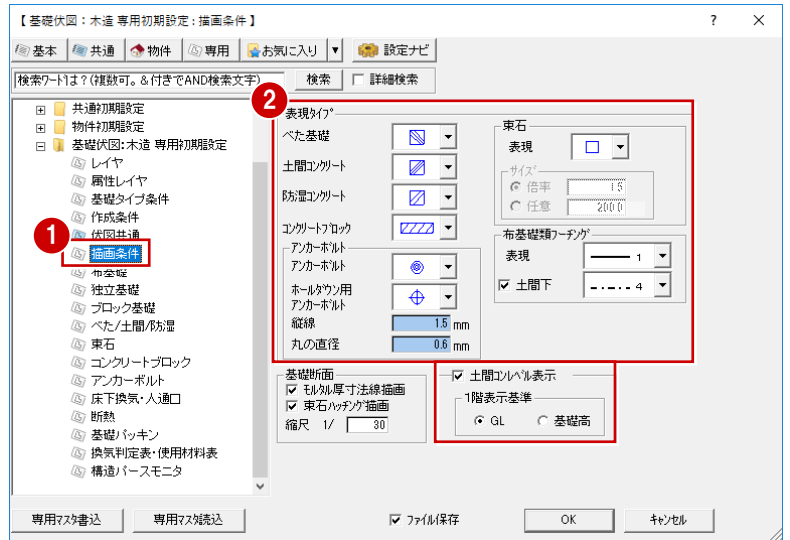 【 基礎伏図：木造 専用初期設定 : 描画条件 】 ? ×
基本 共通 物件 専用 お気に入り ▼ 設定ナビ
検索ワードは？(複数可。＆付きでAND検索文字) 検索 詳細検索
共通初期設定
物件初期設定
基礎伏図:木造 専用初期設定
レイヤ
属性レイヤ
基礎タイプ条件
作成条件
伏図共通
1
描画条件
布基礎
独立基礎
ブロック基礎
べた/土間/防湿
束石
コンクリートブロック
アンカーボルト
床下換気・人通口
断熱
基礎パッキン
換気判定表・使用材料表
構造パースモニタ
2
表現ﾀｲﾌﾟ
べた基礎
土間ｺﾝｸﾘｰﾄ
防湿ｺﾝｸﾘｰﾄ
ｺﾝｸﾘｰﾄﾌﾞﾛｯｸ
ｱﾝｶｰﾎﾞﾙﾄ
ｱﾝｶｰﾎﾞﾙﾄ
ﾎｰﾙﾀﾞｳﾝ用
ｱﾝｶｰﾎﾞﾙﾄ
縦線 1.5 mm
丸の直径 0.6 mm
束石
表現
ｻｲｽﾞ
倍率 1.5
任意 200.0
布基礎類ﾌｰﾁﾝｸﾞ
表現 1
土間下 4
基礎断面
ﾓﾙﾀﾙ厚寸法線描画
束石ﾊｯﾁﾝｸﾞ描画
縮尺 1/ 30
土間ｺﾝﾚﾍﾞﾙ表示
1階表示基準
GL 基礎高
専用ﾏｽﾀ書込 専用ﾏｽﾀ読込 ﾌｧｲﾙ保存 OK ｷｬﾝｾﾙ